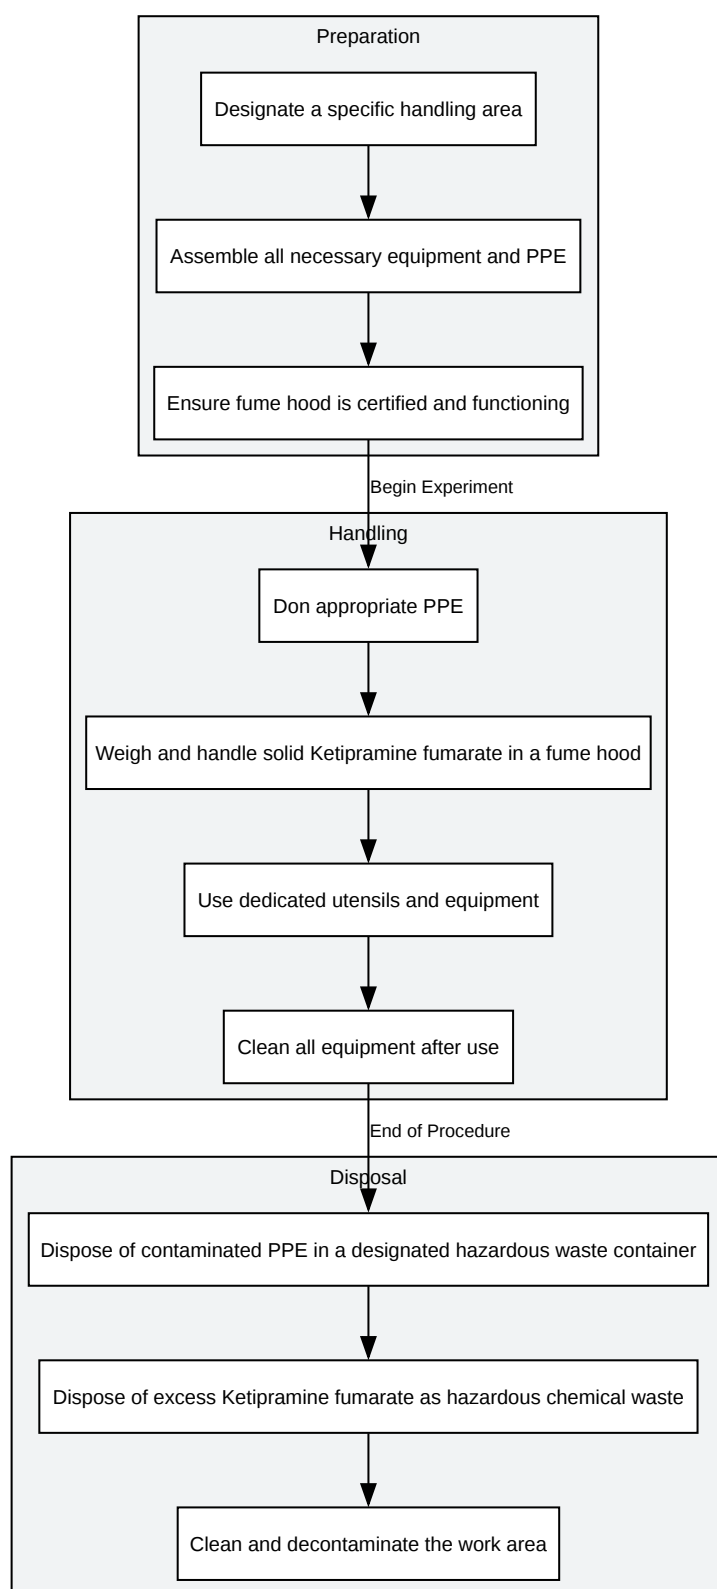 Preparation
Designate a specific handling area
Assemble all necessary equipment and PPE
Ensure fume hood is certified and functioning
Begin Experiment
Handling
Don appropriate PPE
Weigh and handle solid Ketipramine fumarate in a fume hood
Use dedicated utensils and equipment
Clean all equipment after use
End of Procedure
Disposal
Dispose of contaminated PPE in a designated hazardous waste container
Dispose of excess Ketipramine fumarate as hazardous chemical waste
Clean and decontaminate the work area